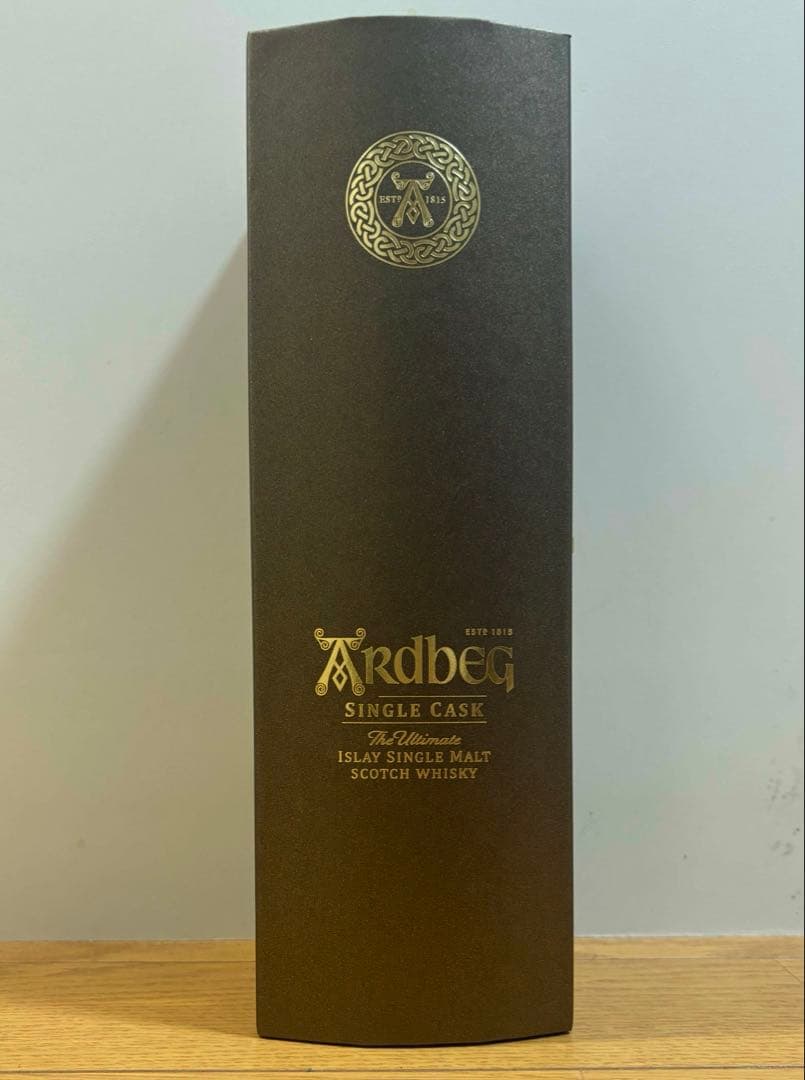 ESTD A 1815
ESTD 1815
ARDBEG
SINGLE CASK
The Ultimate
ISLAY SINGLE MALT
SCOTCH WHISKY